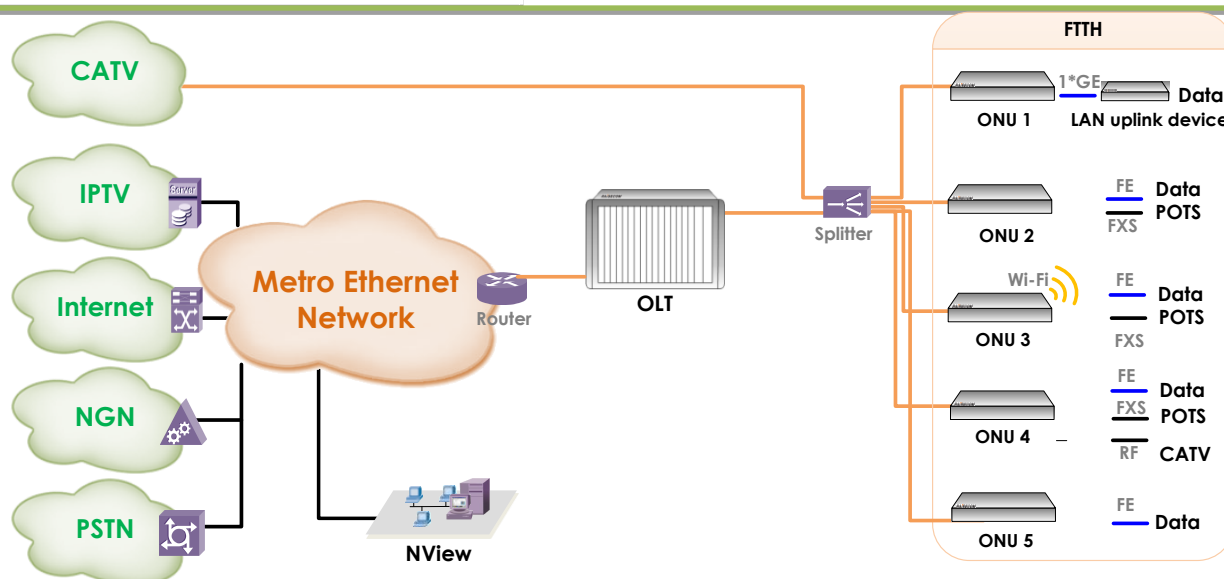 FTTH
CATV
1*GE
Data
ONU 1
LAN uplink device
IPTV
Server
FE
Data
POTS
FXS
ONU 2
Splitter
Metro Ethernet
Network
Router
OLT
Internet
Wi-Fi
FE
Data
POTS
FXS
ONU 3
NGN
FE
Data
FXS
POTS
ONU 4
RF
CATV
PSTN
NView
FE
Data
ONU 5